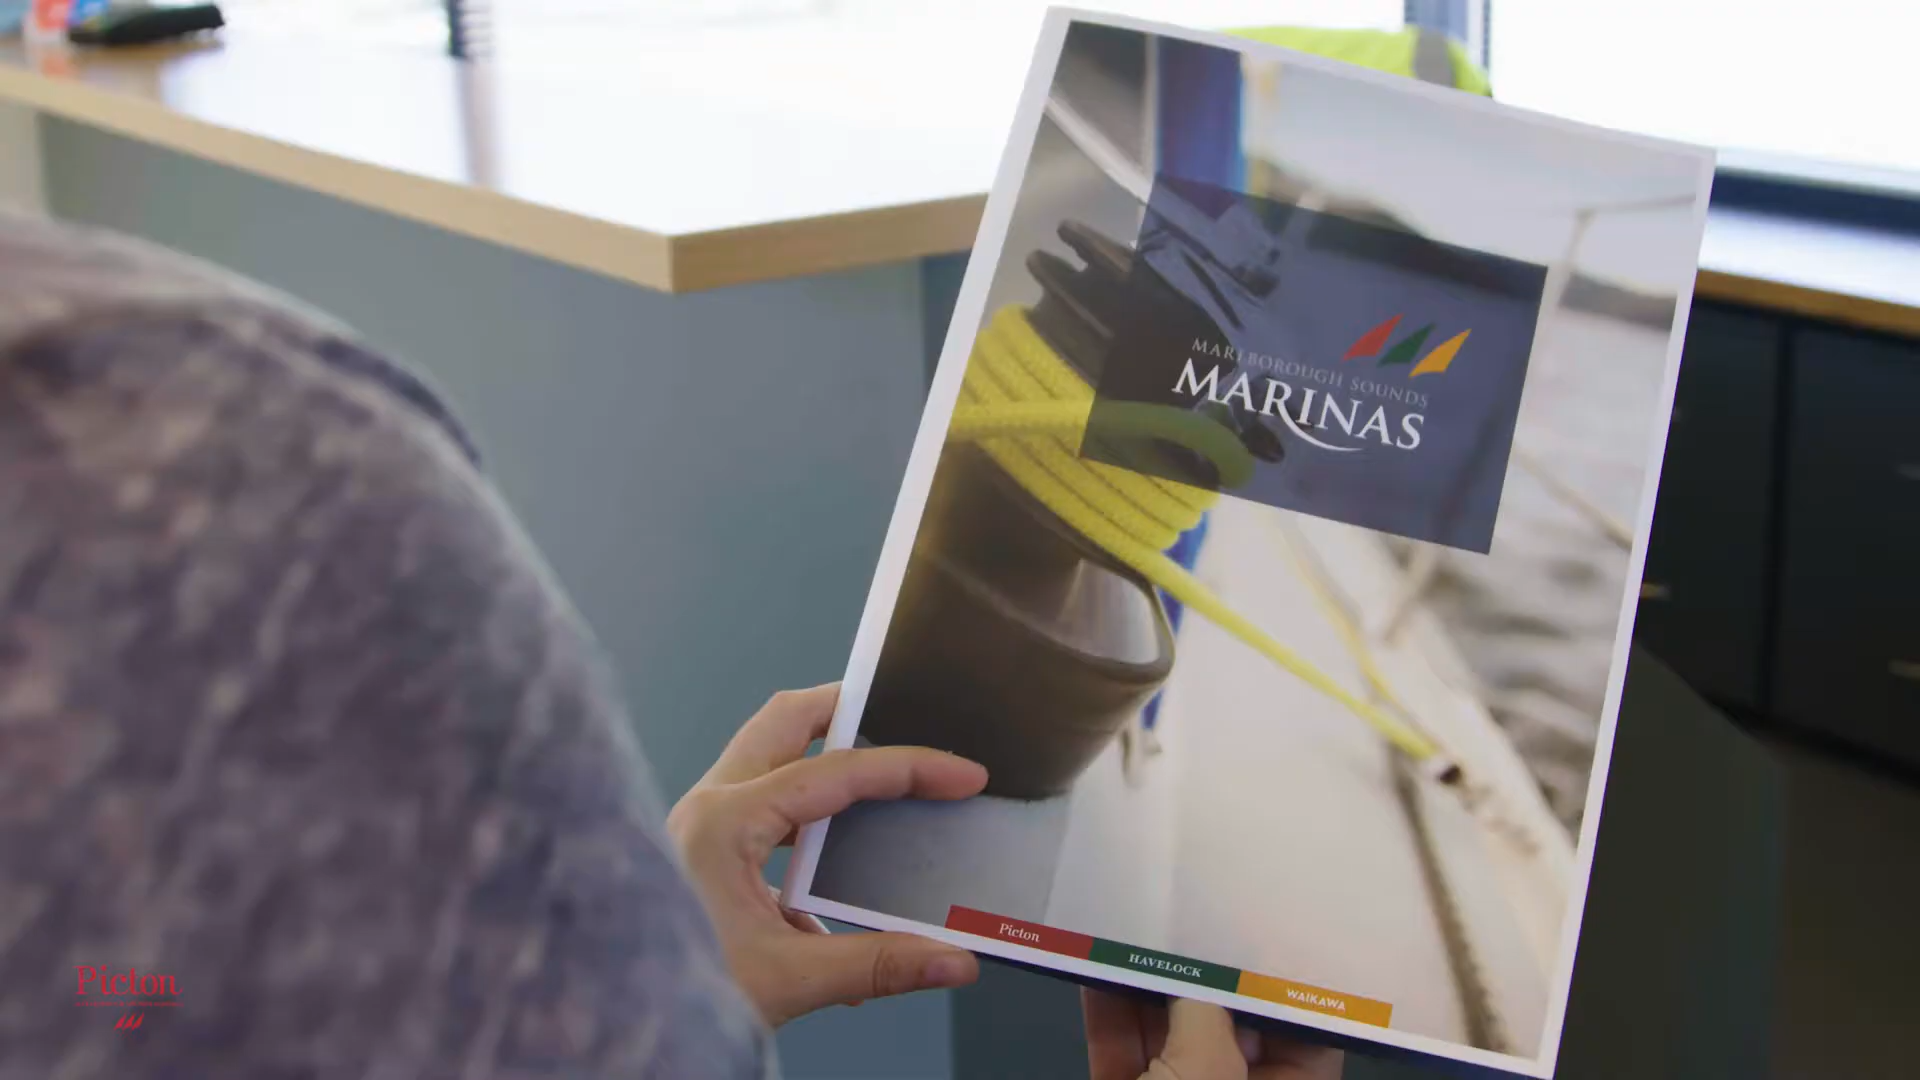 MARLBOROUGH SOUNDS
MARINAS
Picton
HAVELOCK
WAIKAWA
Picton